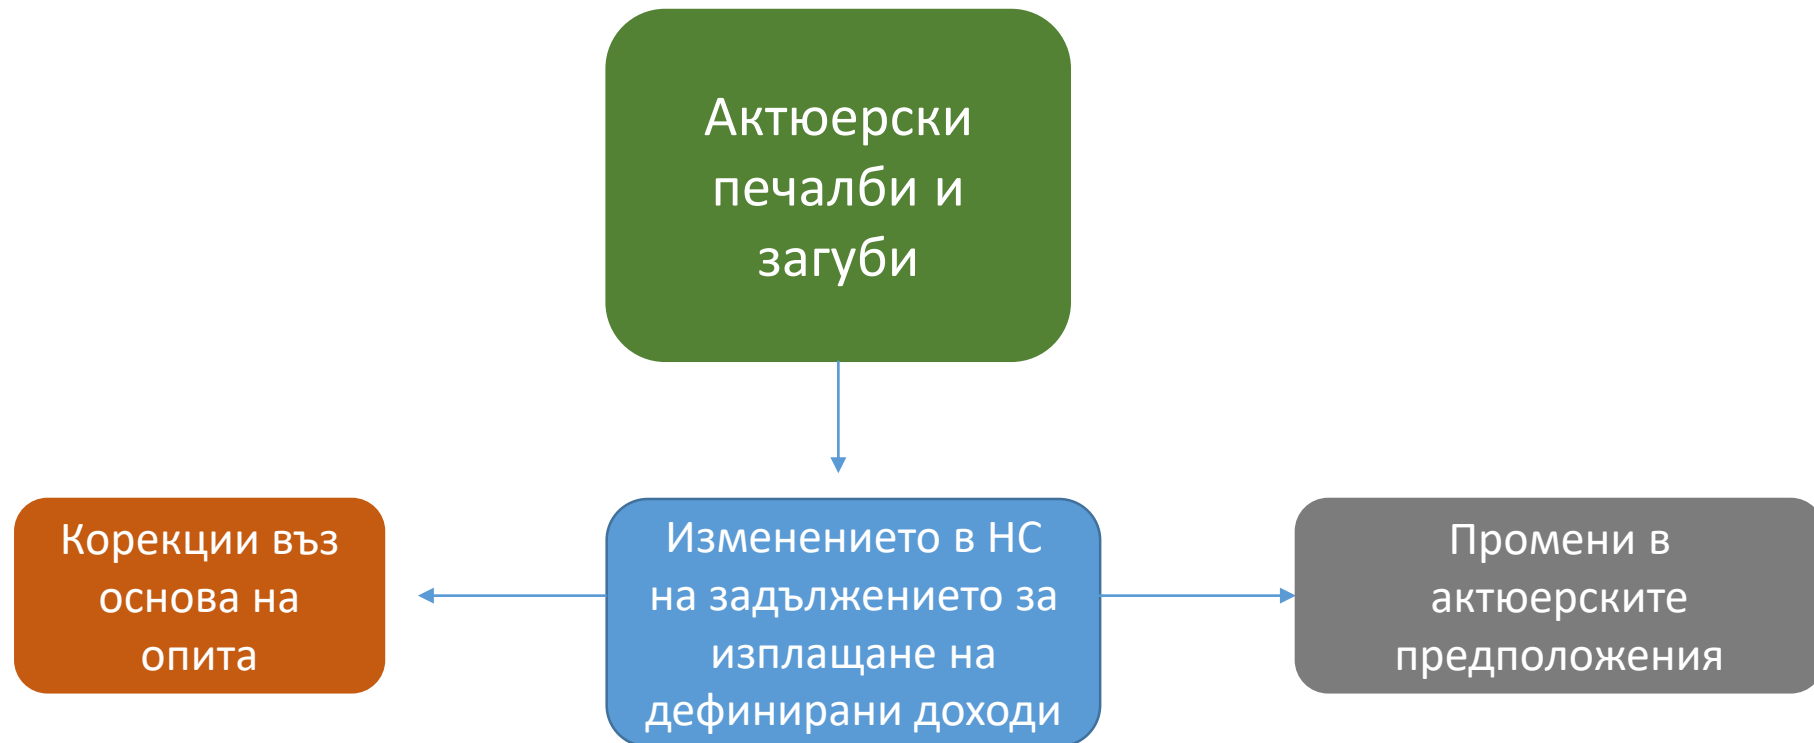 Актюерски
печалби и
загуби
Корекции въз
основа на
опита
Изменението в НС
на задължението за
изплащане на
дефинирани доходи
Промени в
актюерските
предположения